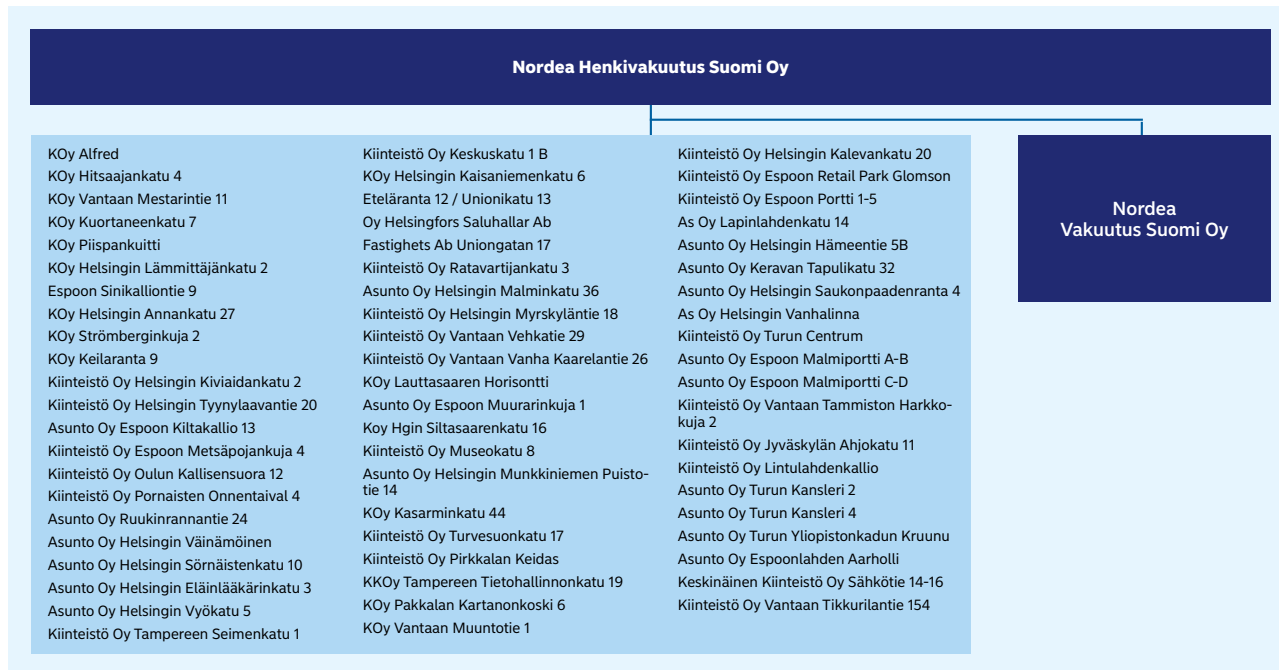 Nordea Henkivakuutus Suomi Oy
KOy Alfred
KOy Hitsaajankatu 4
KOy Vantaan Mestarintie 11
KOy Kuortaneenkatu 7
KOy Piispankuitti
KOy Helsingin Lämmittäjänkatu 2
Espoon Sinikalliontie 9
KOy Helsingin Annankatu 27
KOy Strömberginkuja 2
KOy Keilaranta 9
Kiinteistö Oy Helsingin Kiviaidankatu 2
Kiinteistö Oy Helsingin Tyynylaavantie 20
Asunto Oy Espoon Kiltakallio 13
Kiinteistö Oy Espoon Metsäpojankuja 4
Kiinteistö Oy Oulun Kallisensuora 12
Kiinteistö Oy Pornaisten Onnentaival 4
Asunto Oy Ruukinrannantie 24
Asunto Oy Helsingin Väinämöinen
Asunto Oy Helsingin Sörnäistenkatu 10
Asunto Oy Helsingin Eläinlääkärinkatu 3
Asunto Oy Helsingin Vyökatu 5
Kiinteistö Oy Tampereen Seimenkatu 1
Kiinteistö Oy Keskuskatu 1 B
KOy Helsingin Kaisaniemenkatu 6
Eteläranta 12 / Unionikatu 13
Oy Helsingfors Saluhallar Ab
Fastighets Ab Uniongatan 17
Kiinteistö Oy Ratavartijankatu 3
Asunto Oy Helsingin Malminkatu 36
Kiinteistö Oy Helsingin Myrskyläntie 18
Kiinteistö Oy Vantaan Vehkatie 29
Kiinteistö Oy Vantaan Vanha Kaarelantie 26
KOy Lauttasaaren Horisontti
Asunto Oy Espoon Muurarinkuja 1
Koy Hgin Siltasaarenkatu 16
Kiinteistö Oy Museokatu 8
Asunto Oy Helsingin Munkkiniemen Puisto-
tie 14
KOy Kasarminkatu 44
Kiinteistö Oy Turvesuonkatu 17
Kiinteistö Oy Pirkkalan Keidas
KKOy Tampereen Tietohallinnonkatu 19
KOy Pakkalan Kartanonkoski 6
KOy Vantaan Muuntotie 1
Kiinteistö Oy Helsingin Kalevankatu 20
Kiinteistö Oy Espoon Retail Park Glomson
Kiinteistö Oy Espoon Portti 1-5
As Oy Lapinlahdenkatu 14
Asunto Oy Helsingin Hämeentie 5B
Asunto Oy Keravan Tapulikatu 32
Asunto Oy Helsingin Saukonpaadenranta 4
As Oy Helsingin Vanhalinna
Kiinteistö Oy Turun Centrum
Asunto Oy Espoon Malmiportti A-B
Asunto Oy Espoon Malmiportti C-D
Kiinteistö Oy Vantaan Tammiston Harkko-
kuja 2
Kiinteistö Oy Jyväskylän Ahjokatu 11
Kiinteistö Oy Lintulahdenkallio
Asunto Oy Turun Kansleri 2
Asunto Oy Turun Kansleri 4
Asunto Oy Turun Yliopistonkadun Kruunu
Asunto Oy Espoonlahden Aarholli
Keskinäinen Kiinteistö Oy Sähkötie 14-16
Kiinteistö Oy Vantaan Tikkurilantie 154
Nordea
Vakuutus Suomi Oy